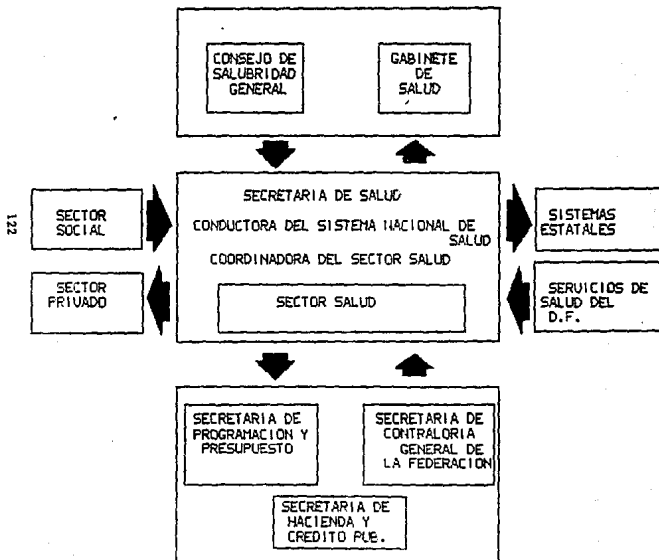 CONSEJO DE
SALUBRIDAD
GENERAL
GABINETE
DE
SALUD
122
SECTOR
SOCIAL
SECTOR
PRIVADO
SECRETARIA DE SALUD
CONDUCTORA DEL SISTEMA NACIONAL DE
SALUD
COORDINADORA DEL SECTOR SALUD
SECTOR SALUD
SISTEMAS
ESTATALES
SERVICIOS DE
SALUD DEL
D.F.
SECRETARIA DE
PROGRAMACION Y
PRESUPUESTO
SECRETARIA DE
CONTRALORIA
GENERAL DE
LA FEDERACION
SECRETARIA DE
HACIENDA Y
CREDITO PUB.